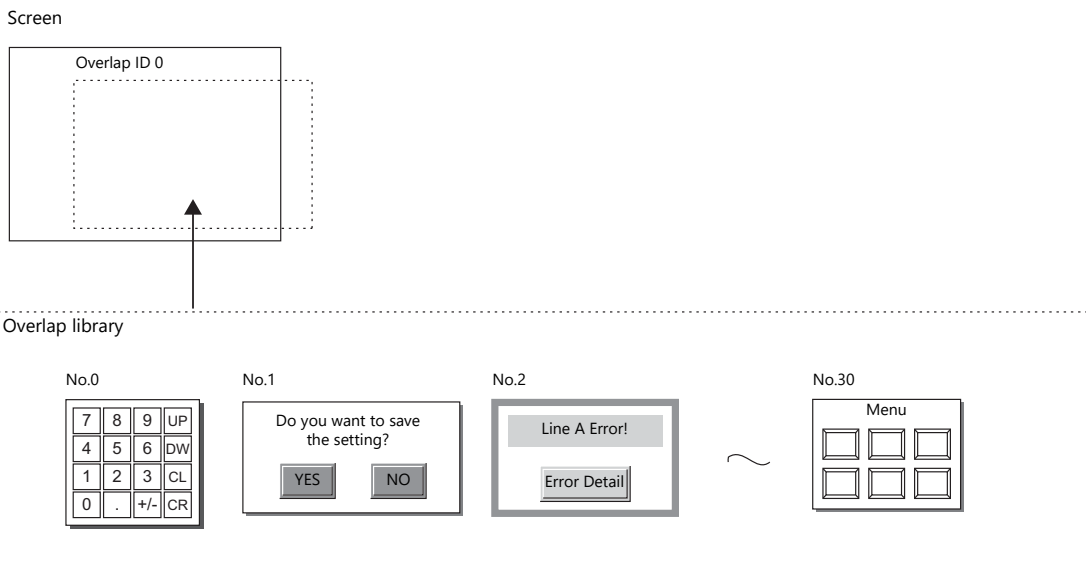 Screen
Overlap ID 0
Overlap library
No.0
No.1
No.2
No.30
7 8 9 UP
4 5 6 DW
1 2 3 CL
0 . +/- CR
Do you want to save
the setting?
YES NO
Line A Error!
Error Detail
Menu